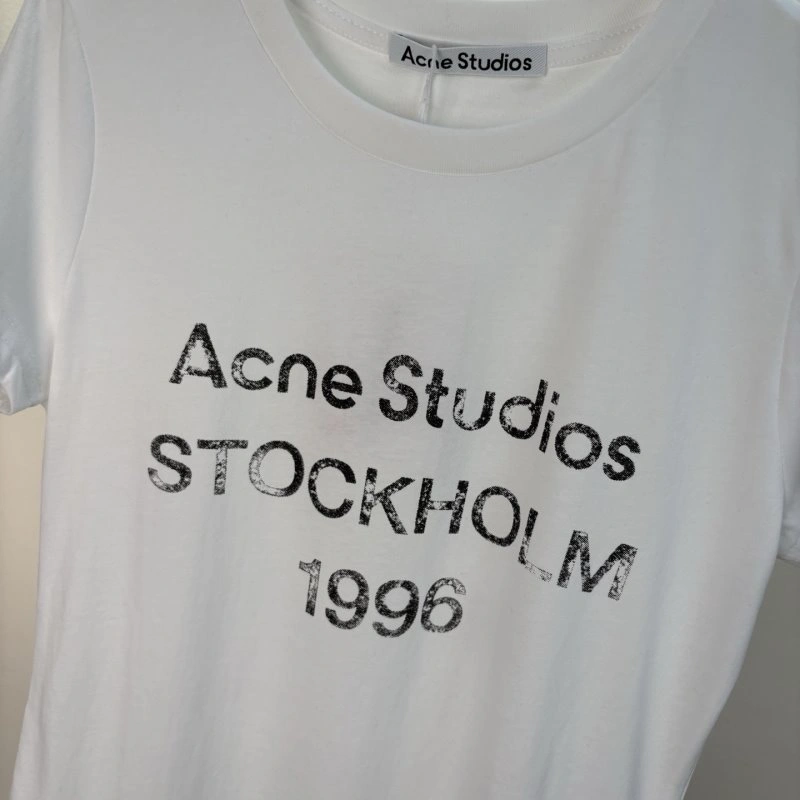 Acne Studios
Acne Studios
STOCKHOLM
1996